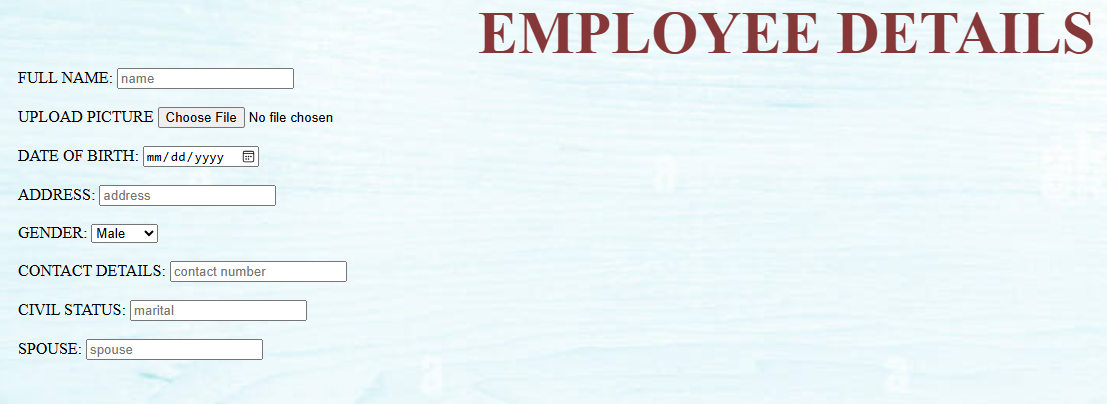 EMPLOYEE DETAILS
FULL NAME: name
UPLOAD PICTURE Choose File No file chosen
DATE OF BIRTH: mm/dd/yyyy
ADDRESS: address
GENDER: Male
CONTACT DETAILS: contact number
CIVIL STATUS: marital
SPOUSE: spouse